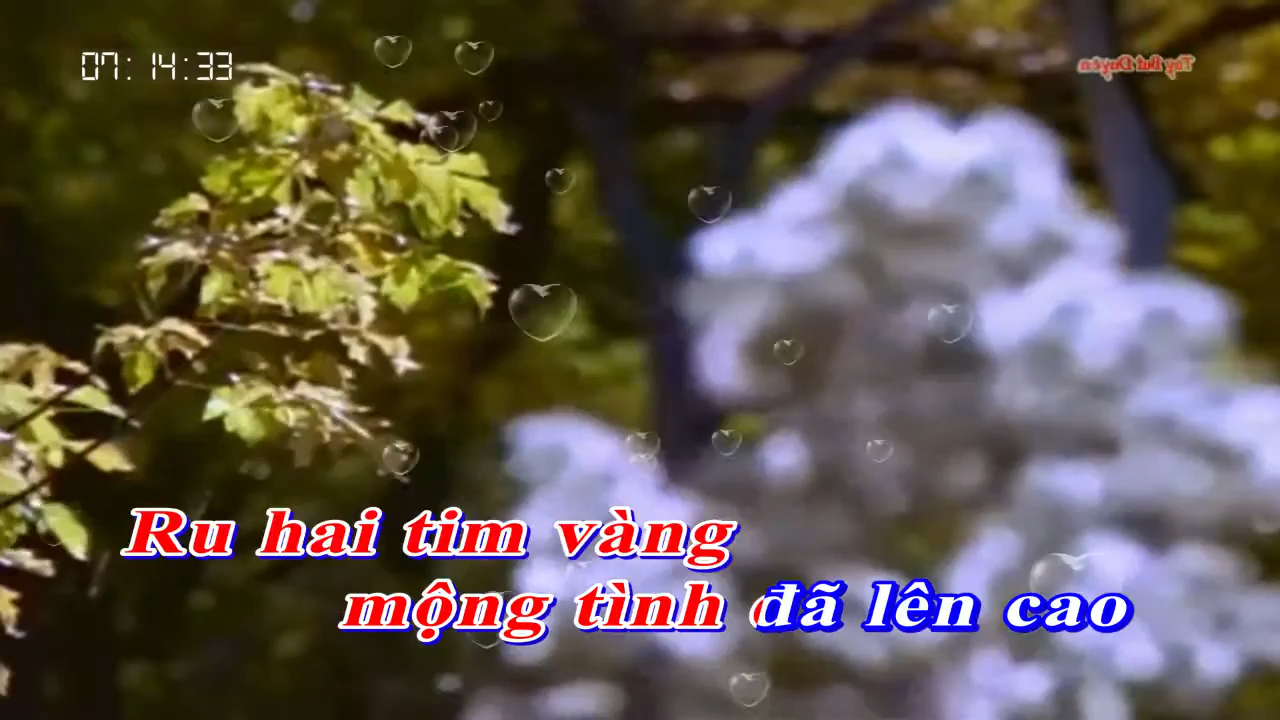 07:14:33
Ru hai tim vàng
mộng tình đã lên cao